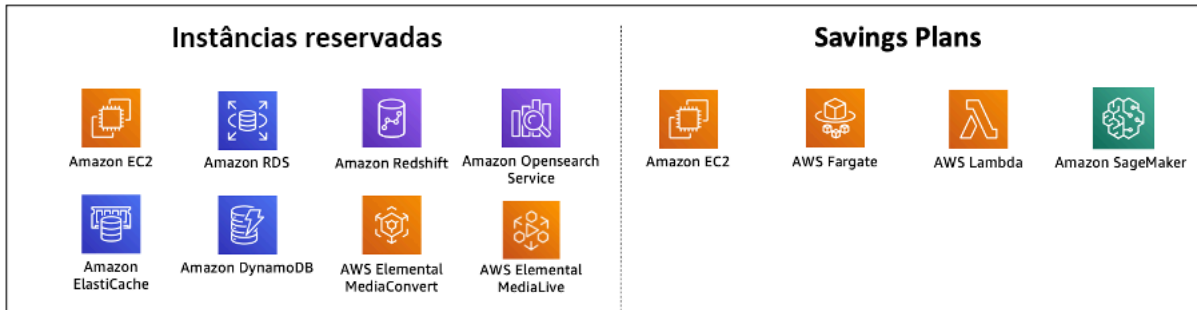 Instâncias reservadas
Savings Plans
Amazon EC2
Amazon RDS
Amazon Redshift
Amazon Opensearch
Service
Amazon
ElastiCache
Amazon DynamoDB
AWS Elemental
MediaConvert
AWS Elemental
MediaLive
Amazon EC2
AWS Fargate
AWS Lambda
Amazon SageMaker